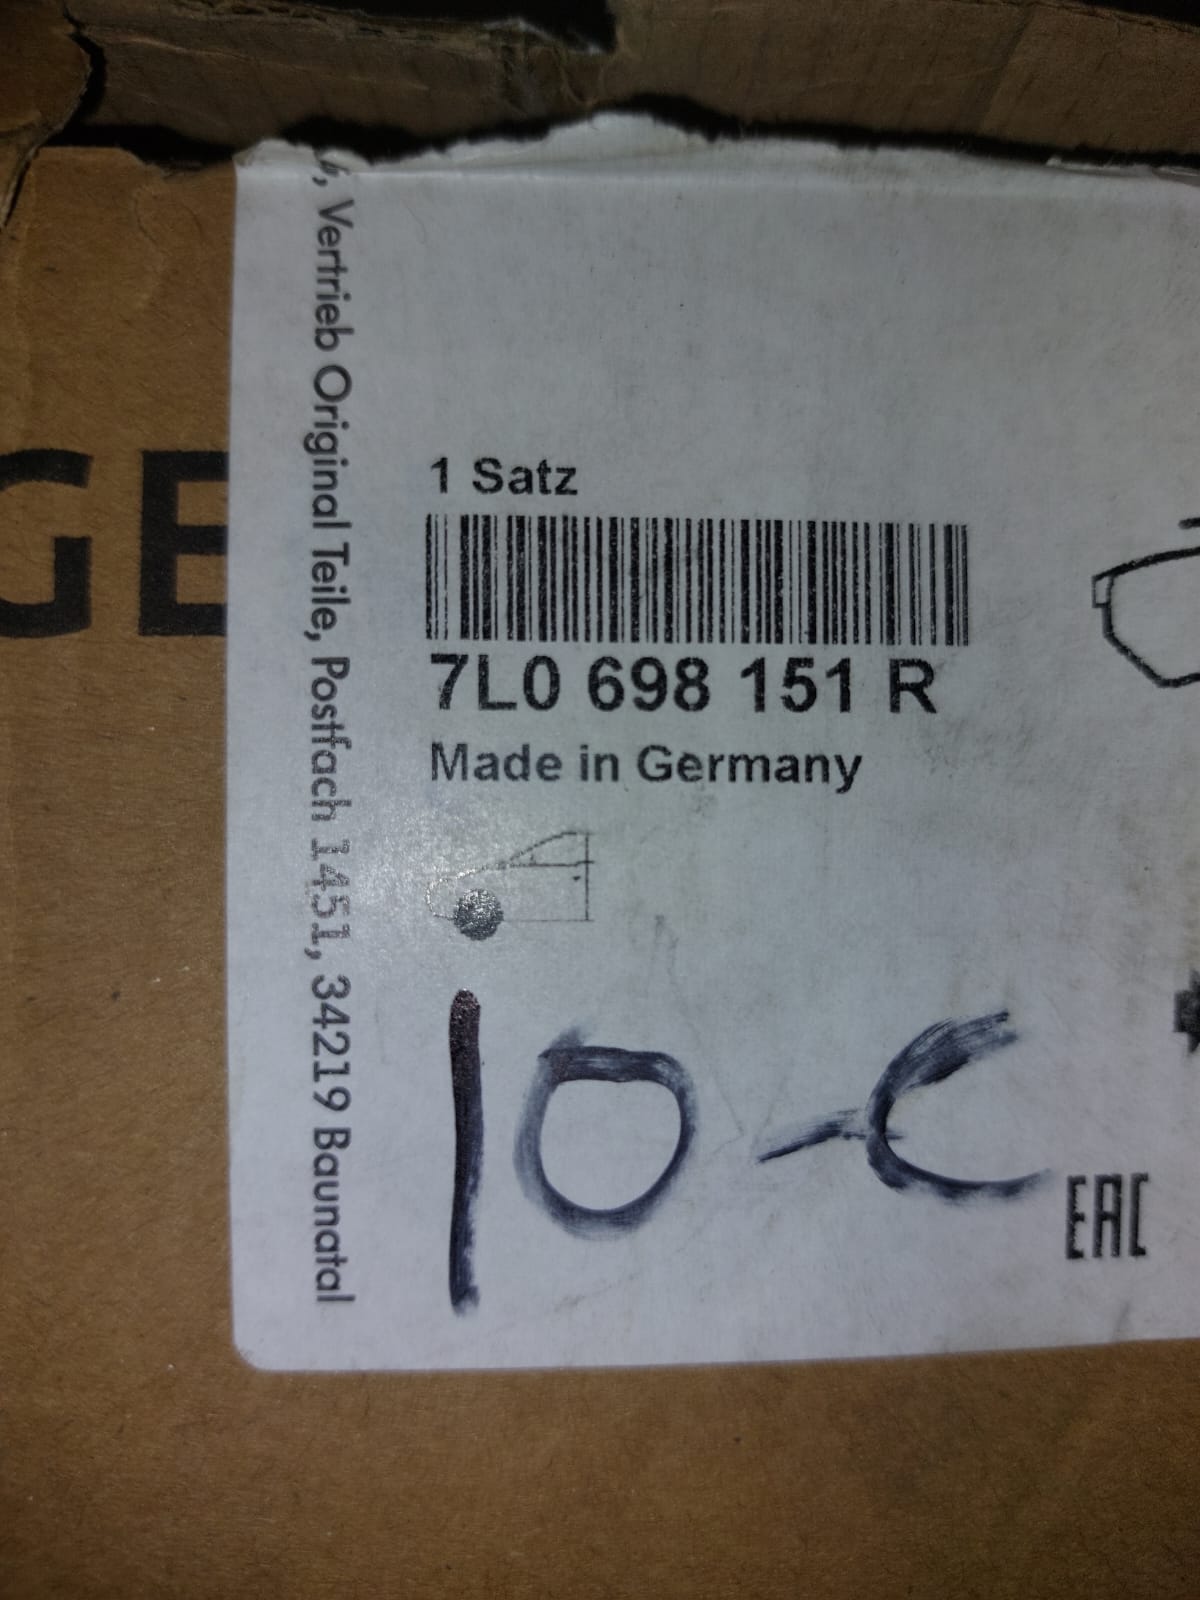 GE
, Vertrieb Original Teile, Postfach 1451, 34219 Baunatal
1 Satz
7L0 698 151 R
Made in Germany
10-C
EAC